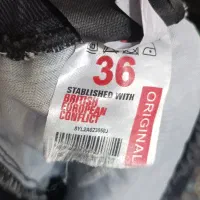 36
STABLISHED WITH
BRITISH
EUROPEAN
CONFLICT
ORIGINAL